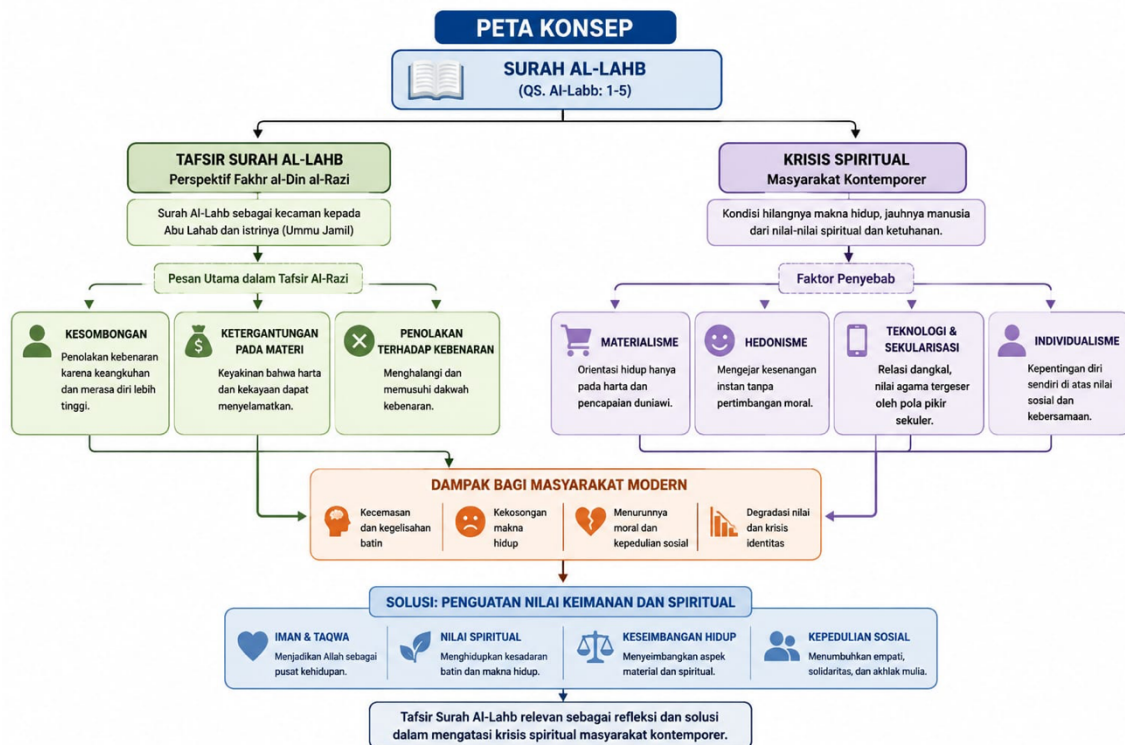 PETA KONSEP
SURAH AL-LAHB
(QS. Al-Labb: 1-5)
TAFSIR SURAH AL-LAHB
Perspektif Fakhr al-Din al-Razi
Surah Al-Lahb sebagai kecaman kepada
Abu Lahab dan istrinya (Ummu Jamil)
Pesan Utama dalam Tafsir Al-Razi
KESOMBONGAN
Penolakan kebenaran
karena keangkuhan
dan merasa diri lebih
tinggi.
KETERGANTUNGAN
PADA MATERI
Keyakinan bahwa harta
dan kekayaan dapat
menyelamatkan.
PENOLAKAN
TERHADAP KEBENARAN
Menghalangi dan
memusuhi dakwah
kebenaran.
KRISIS SPIRITUAL
Masyarakat Kontemporer
Kondisi hilangnya makna hidup, jauhnya manusia
dari nilai-nilai spiritual dan ketuhanan.
Faktor Penyebab
MATERIALISME
Orientasi hidup hanya
pada harta dan
pencapaian duniawi.
HEDONISME
Mengejar kesenangan
instan tanpa
pertimbangan moral.
TEKNOLOGI &
SEKULARISASI
Relasi dangkal,
nilai agama tergeser
oleh pola pikir
sekuler.
INDIVIDUALISME
Kepentingan diri
sendiri di atas nilai
sosial dan
kebersamaan.
DAMPAK BAGI MASYARAKAT MODERN
Kecemasan
dan kegelisahan
batin
Kekosongan
makna
hidup
Menurunnya
moral dan
kepedulian sosial
Degradasi nilai
dan krisis
identitas
SOLUSI: PENGUATAN NILAI KEIMANAN DAN SPIRITUAL
IMAN & TAQWA
Menjadikan Allah sebagai
pusat kehidupan.
NILAI SPIRITUAL
Menghidupkan kesadaran
batin dan makna hidup.
KESEIMBANGAN HIDUP
Menyeimbangkan aspek
material dan spiritual.
KEPEDULIAN SOSIAL
Menumbuhkan empati,
solidaritas, dan akhlak mulia.
Tafsir Surah Al-Lahb relevan sebagai refleksi dan solusi
dalam mengatasi krisis spiritual masyarakat kontemporer.